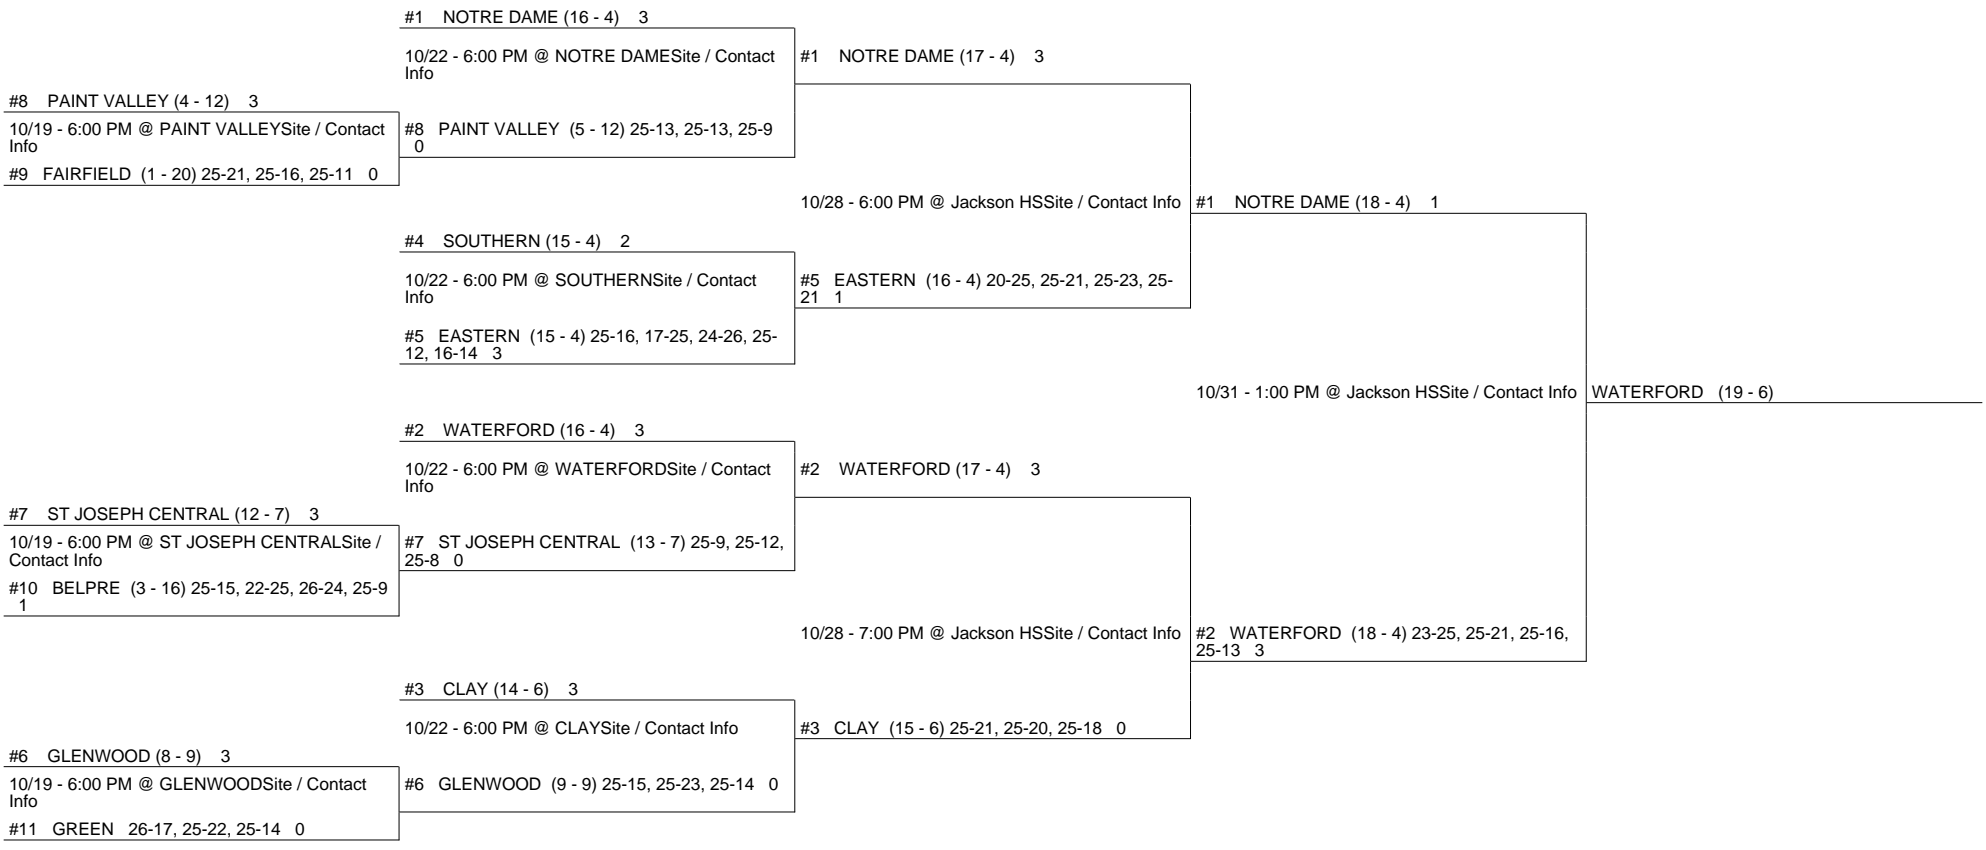 #1 NOTRE DAME (16 - 4) 3
10/22 - 6:00 PM @ NOTRE DAMESite / Contact
Info
#1 NOTRE DAME (17 - 4) 3
#8 PAINT VALLEY (4 - 12) 3
10/19 - 6:00 PM @ PAINT VALLEYSite / Contact
Info
#8 PAINT VALLEY (5 - 12) 25-13, 25-13, 25-9
0
#9 FAIRFIELD (1 - 20) 25-21, 25-16, 25-11 0
10/28 - 6:00 PM @ Jackson HSSite / Contact Info
#1 NOTRE DAME (18 - 4) 1
#4 SOUTHERN (15 - 4) 2
10/22 - 6:00 PM @ SOUTHERNSite / Contact
Info
#5 EASTERN (16 - 4) 20-25, 25-21, 25-23, 25-
21 1
#5 EASTERN (15 - 4) 25-16, 17-25, 24-26, 25-
12, 16-14 3
10/31 - 1:00 PM @ Jackson HSSite / Contact Info
WATERFORD (19 - 6)
#2 WATERFORD (16 - 4) 3
10/22 - 6:00 PM @ WATERFORDSite / Contact
Info
#2 WATERFORD (17 - 4) 3
#7 ST JOSEPH CENTRAL (12 - 7) 3
10/19 - 6:00 PM @ ST JOSEPH CENTRALSite /
Contact Info
#7 ST JOSEPH CENTRAL (13 - 7) 25-9, 25-12,
25-8 0
#10 BELPRE (3 - 16) 25-15, 22-25, 26-24, 25-9
1
10/28 - 7:00 PM @ Jackson HSSite / Contact Info
#2 WATERFORD (18 - 4) 23-25, 25-21, 25-16,
25-13 3
#3 CLAY (14 - 6) 3
10/22 - 6:00 PM @ CLAYSite / Contact Info
#3 CLAY (15 - 6) 25-21, 25-20, 25-18 0
#6 GLENWOOD (8 - 9) 3
10/19 - 6:00 PM @ GLENWOODSite / Contact
Info
#6 GLENWOOD (9 - 9) 25-15, 25-23, 25-14 0
#11 GREEN 26-17, 25-22, 25-14 0